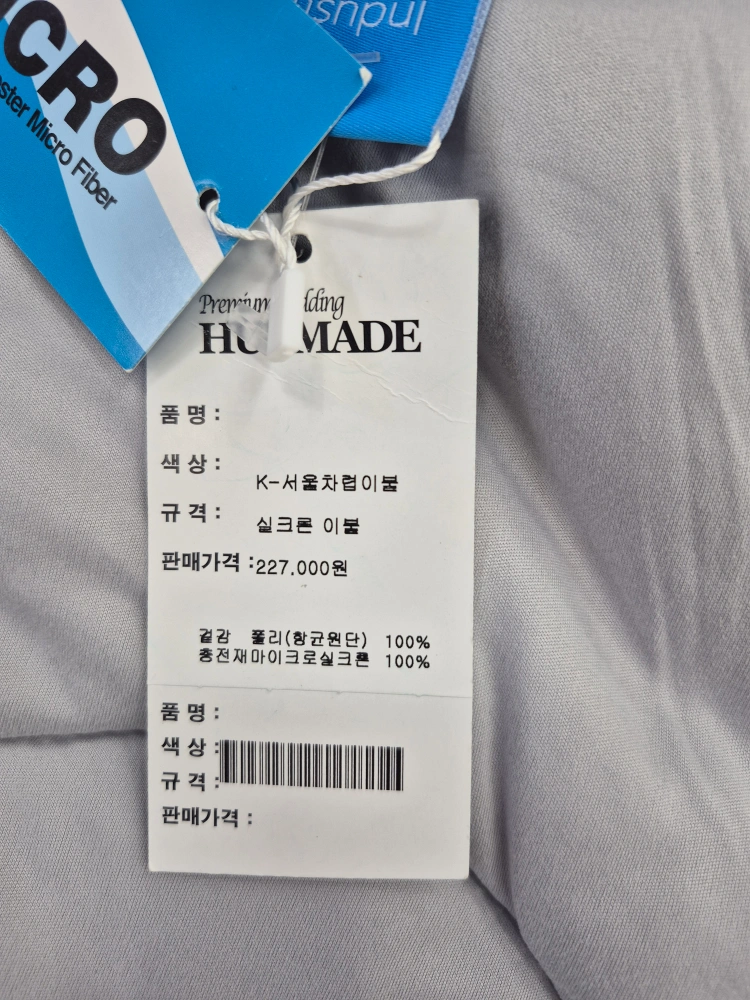 CRO
ster Micro Fiber
Indust
Premium
MADE
품 명 :
색 상 :
K-서울차렵이불
규 격 :
실크론 이불
판매가격 :227.000원
겉감 폴리(항균원단) 100%
충전재마이크로실크론 100%
품 명 :
색 상 :
규 격 :
판매가격 :